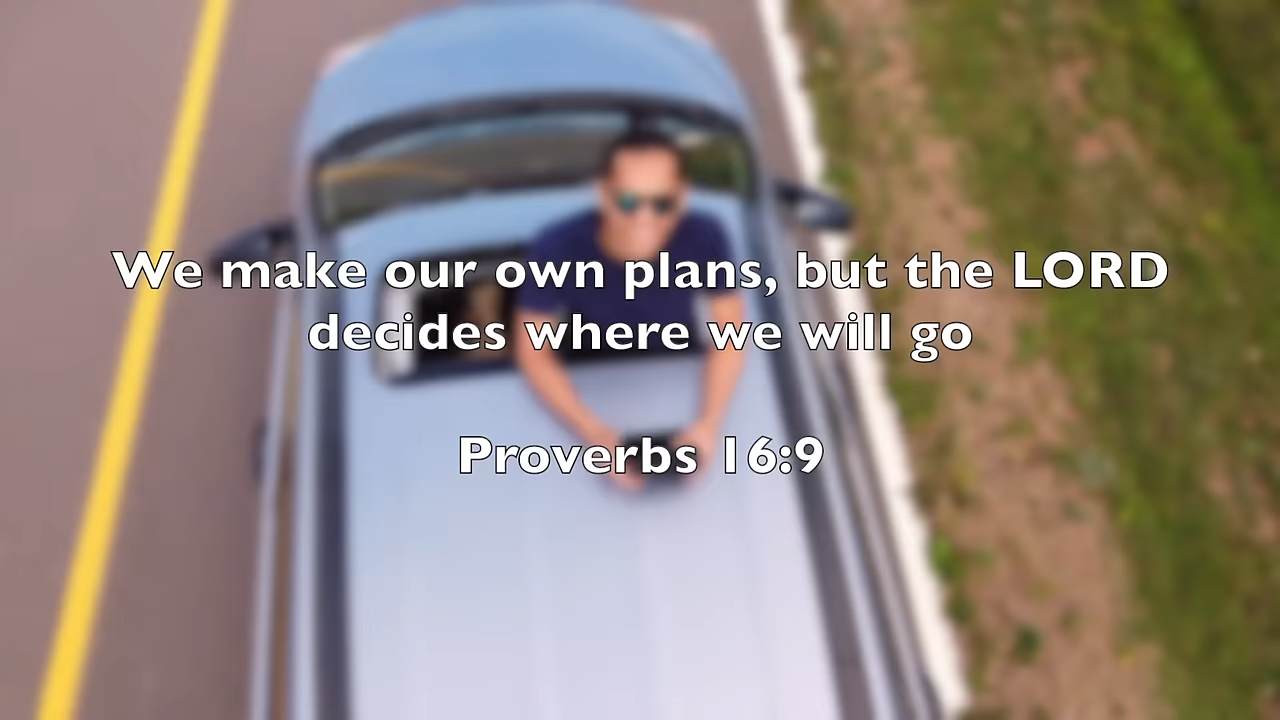 We make our own plans, but the LORD
decides where we will go
Proverbs 16:9